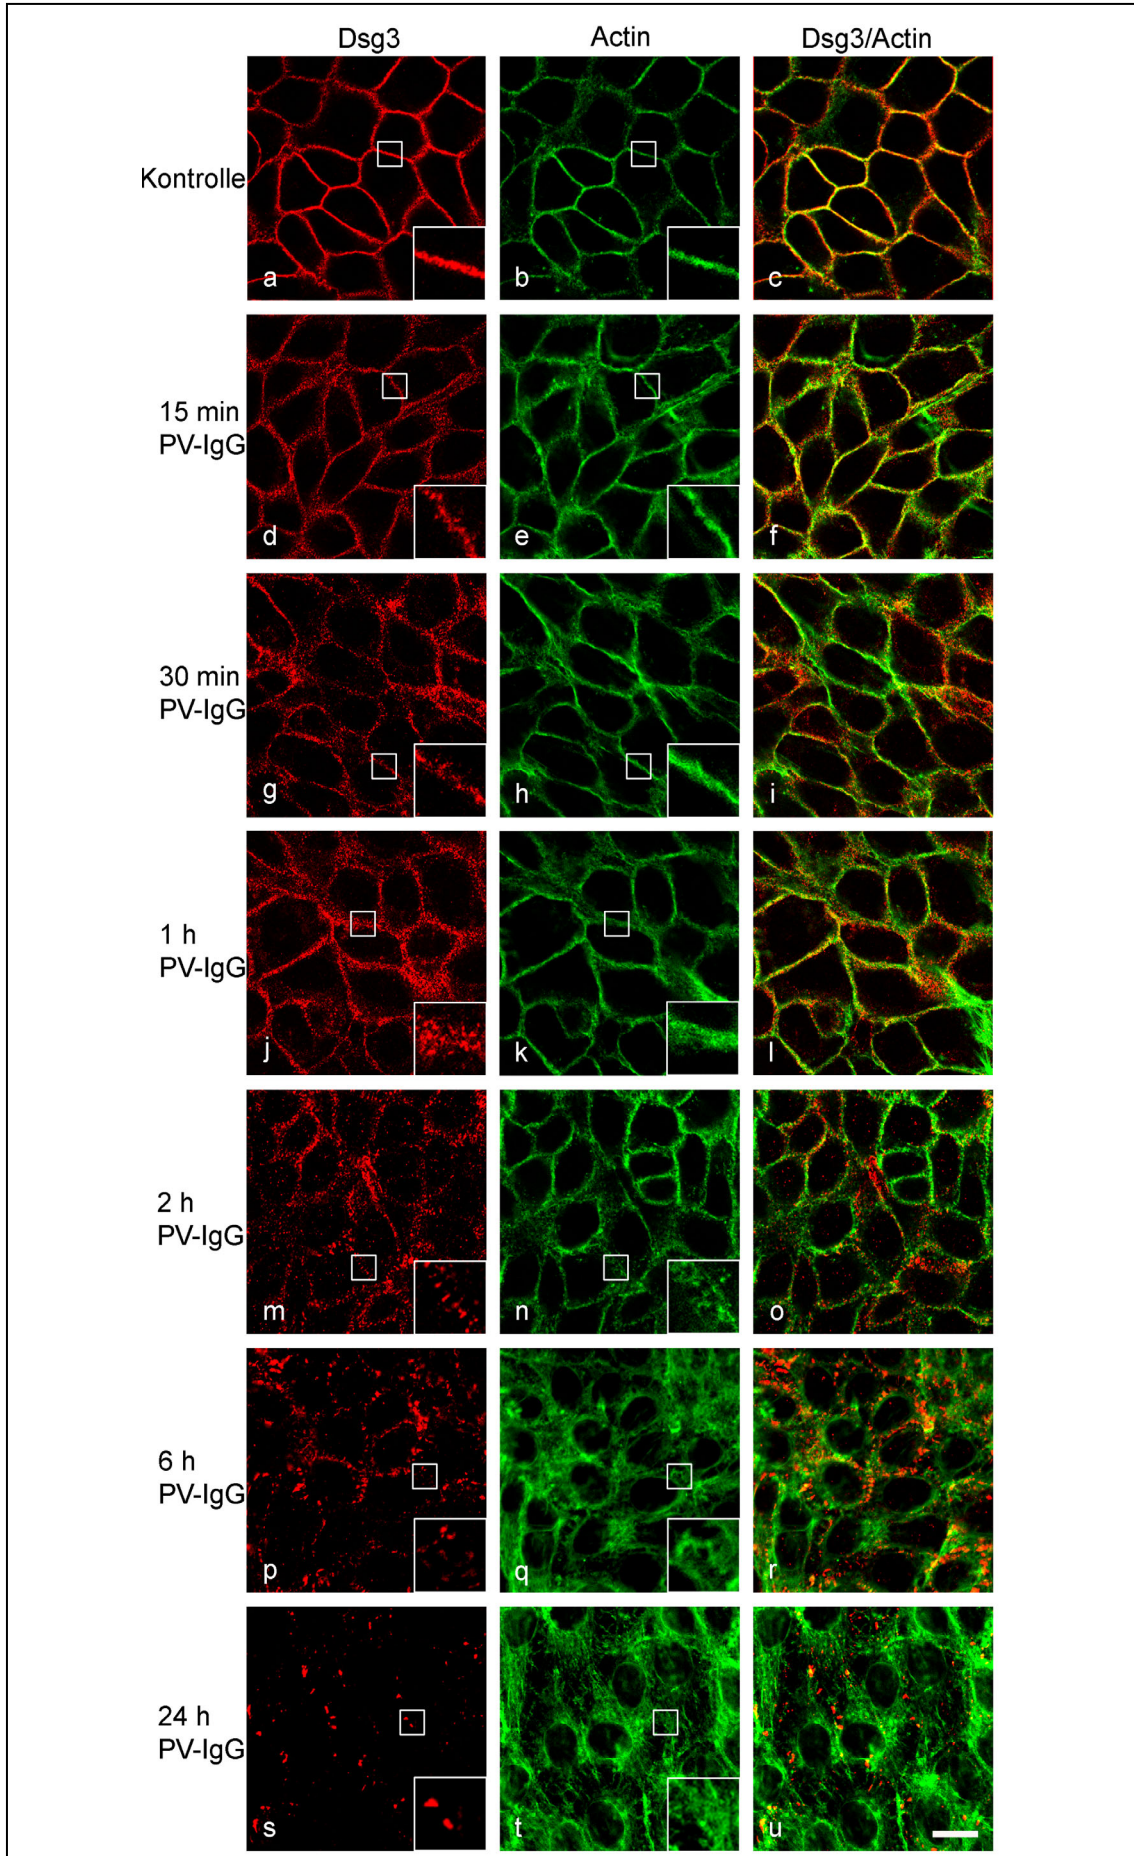 Dsg3 Actin Dsg3/Actin
Kontrolle
a b c
15 min
PV-IgG
d e f
30 min
PV-IgG
g h i
1 h
PV-IgG
j k l
2 h
PV-IgG
m n o
6 h
PV-IgG
p q r
24 h
PV-IgG
s t u